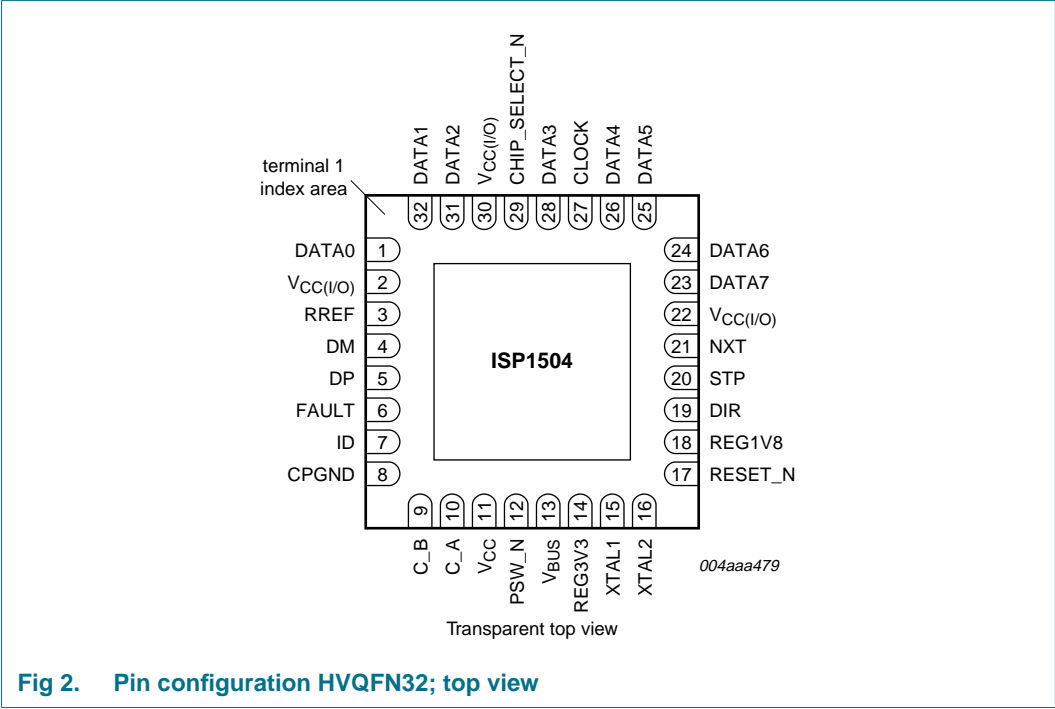 CHIP_SELECT_N
DATA1
DATA2
VCC(I/O)
DATA3
CLOCK
DATA4
DATA5
terminal 1
index area
32
31
30
29
28
27
26
25
DATA0 1
VCC(I/O) 2
RREF 3
DM 4
DP 5
FAULT 6
ID 7
CPGND 8
ISP1504
24 DATA6
23 DATA7
22 VCC(I/O)
21 NXT
20 STP
19 DIR
18 REG1V8
17 RESET_N
9
10
11
12
13
14
15
16
C_B
C_A
VCC
PSW_N
VBUS
REG3V3
XTAL1
XTAL2
004aaa479
Transparent top view
Fig 2. Pin configuration HVQFN32; top view